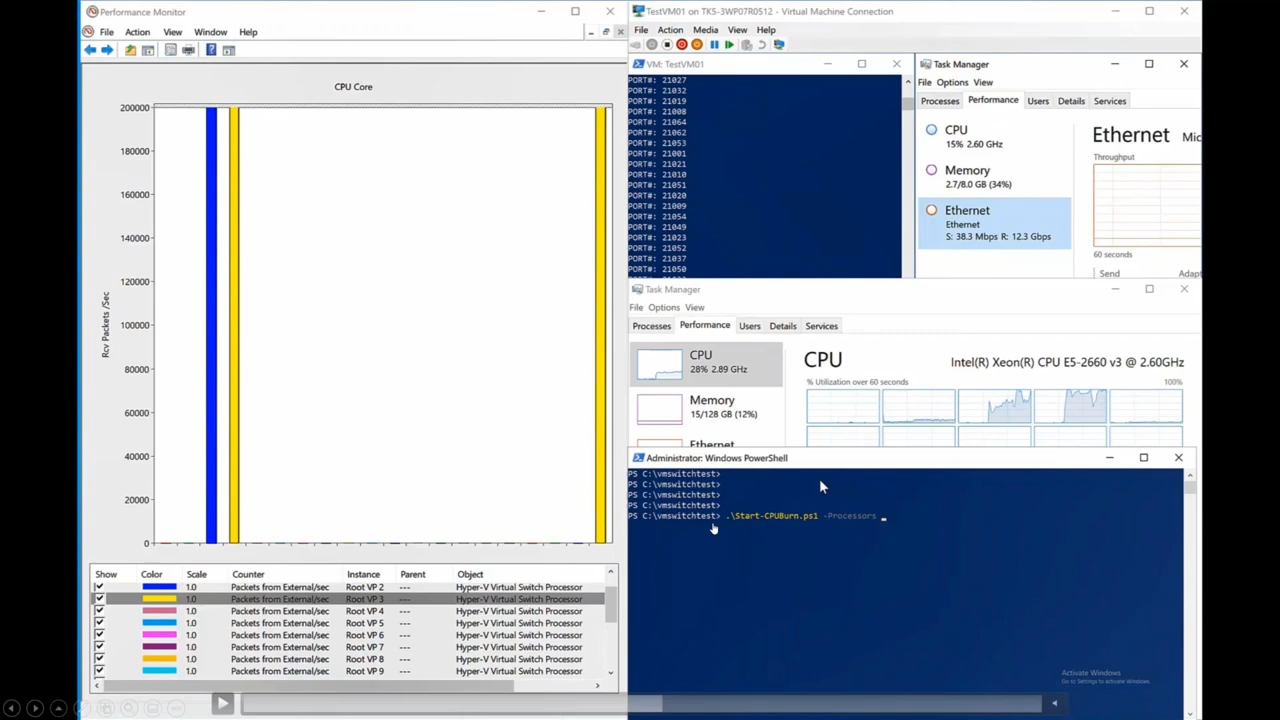 Performance Monitor
File Action View Window Help
CPU Core
Rcv Packets /Sec
200000
180000
160000
140000
120000
100000
80000
60000
40000
20000
0
Show Color Scale Counter Instance Parent Object
1.0 Packets from External/sec Root VP 2 --- Hyper-V Virtual Switch Processor
1.0 Packets from External/sec Root VP 3 --- Hyper-V Virtual Switch Processor
1.0 Packets from External/sec Root VP 4 --- Hyper-V Virtual Switch Processor
1.0 Packets from External/sec Root VP 5 --- Hyper-V Virtual Switch Processor
1.0 Packets from External/sec Root VP 6 --- Hyper-V Virtual Switch Processor
1.0 Packets from External/sec Root VP 7 --- Hyper-V Virtual Switch Processor
1.0 Packets from External/sec Root VP 8 --- Hyper-V Virtual Switch Processor
1.0 Packets from External/sec Root VP 9 --- Hyper-V Virtual Switch Processor
TestVM01 on TK5-3WP07R0512 - Virtual Machine Connection
File Action Media View Help
VM: TestVM01
PORT#: 21027
PORT#: 21032
PORT#: 21019
PORT#: 21008
PORT#: 21064
PORT#: 21062
PORT#: 21053
PORT#: 21001
PORT#: 21021
PORT#: 21010
PORT#: 21051
PORT#: 21020
PORT#: 21009
PORT#: 21054
PORT#: 21049
PORT#: 21023
PORT#: 21052
PORT#: 21037
PORT#: 21050
Task Manager
File Options View
Processes Performance Users Details Services
CPU
15% 2.60 GHz
Memory
2.7/8.0 GB (34%)
Ethernet
Ethernet
S: 38.3 Mbps R: 12.3 Gbps
Ethernet Mic
Throughput
60 seconds
Send Adap
Task Manager
File Options View
Processes Performance Users Details Services
CPU
28% 2.89 GHz
Memory
15/128 GB (12%)
Ethernet
CPU Intel(R) Xeon(R) CPU E5-2660 v3 @ 2.60GHz
% Utilization over 60 seconds 100%
Administrator: Windows PowerShell
PS C:\vmswitchtest>
PS C:\vmswitchtest>
PS C:\vmswitchtest>
PS C:\vmswitchtest>
PS C:\vmswitchtest> .\Start-CPUBurn.ps1 -Processors _
Activate Windows
Go to Settings to activate Windows.